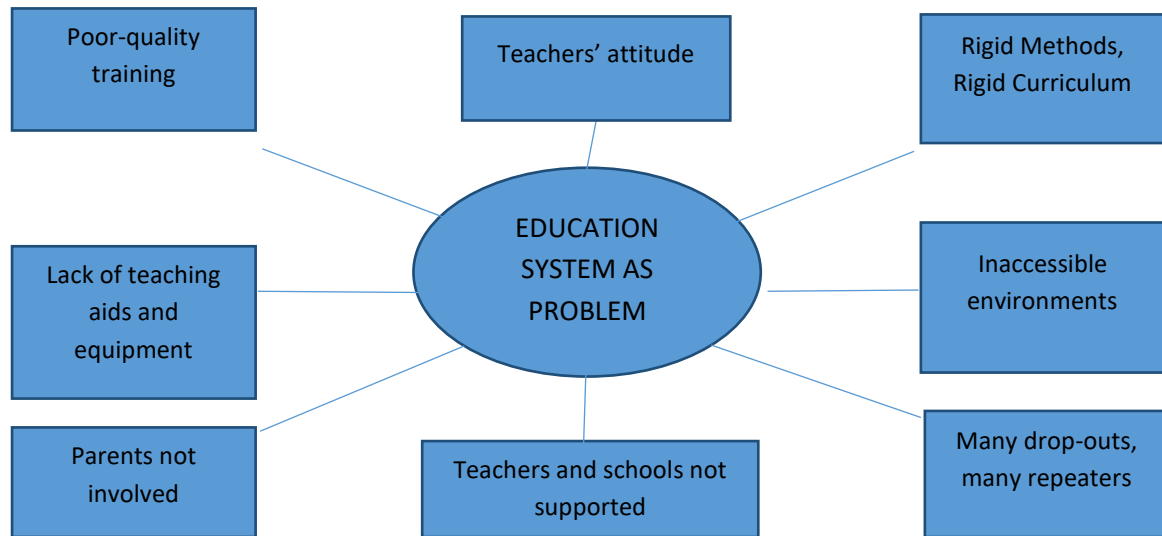 Poor-quality
training
Teachers’ attitude
Rigid Methods,
Rigid Curriculum
EDUCATION
SYSTEM AS
PROBLEM
Lack of teaching
aids and
equipment
Inaccessible
environments
Parents not
involved
Teachers and schools not
supported
Many drop-outs,
many repeaters